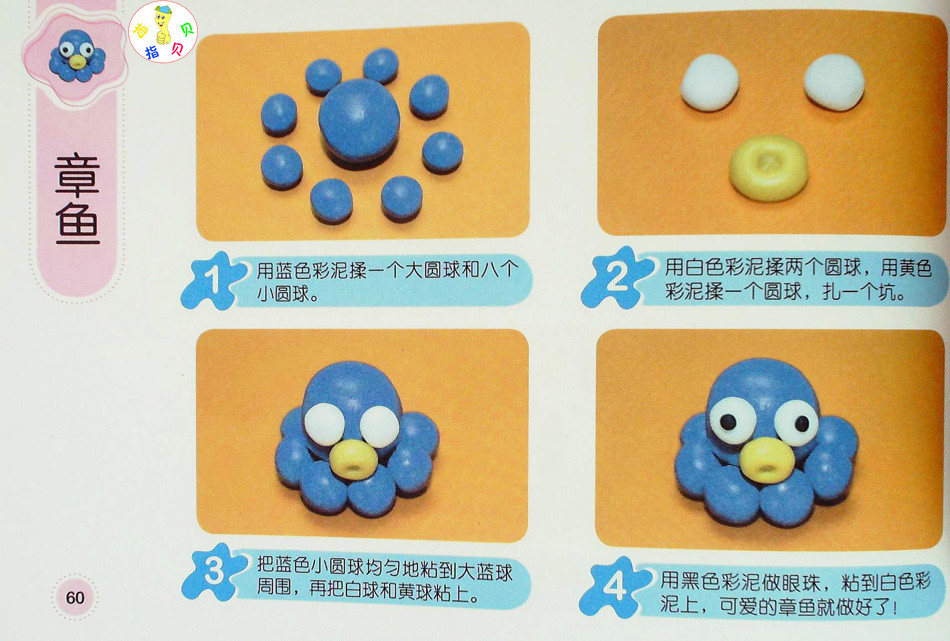 拇指贝贝
章鱼
1
用蓝色彩泥揉一个大圆球和八个
小圆球。
2
用白色彩泥揉两个圆球，用黄色
彩泥揉一个圆球，扎一个坑。
3
把蓝色小圆球均匀地粘到大蓝球
周围，再把白球和黄球粘上。
4
用黑色彩泥做眼珠，粘到白色彩
泥上，可爱的章鱼就做好了！
60